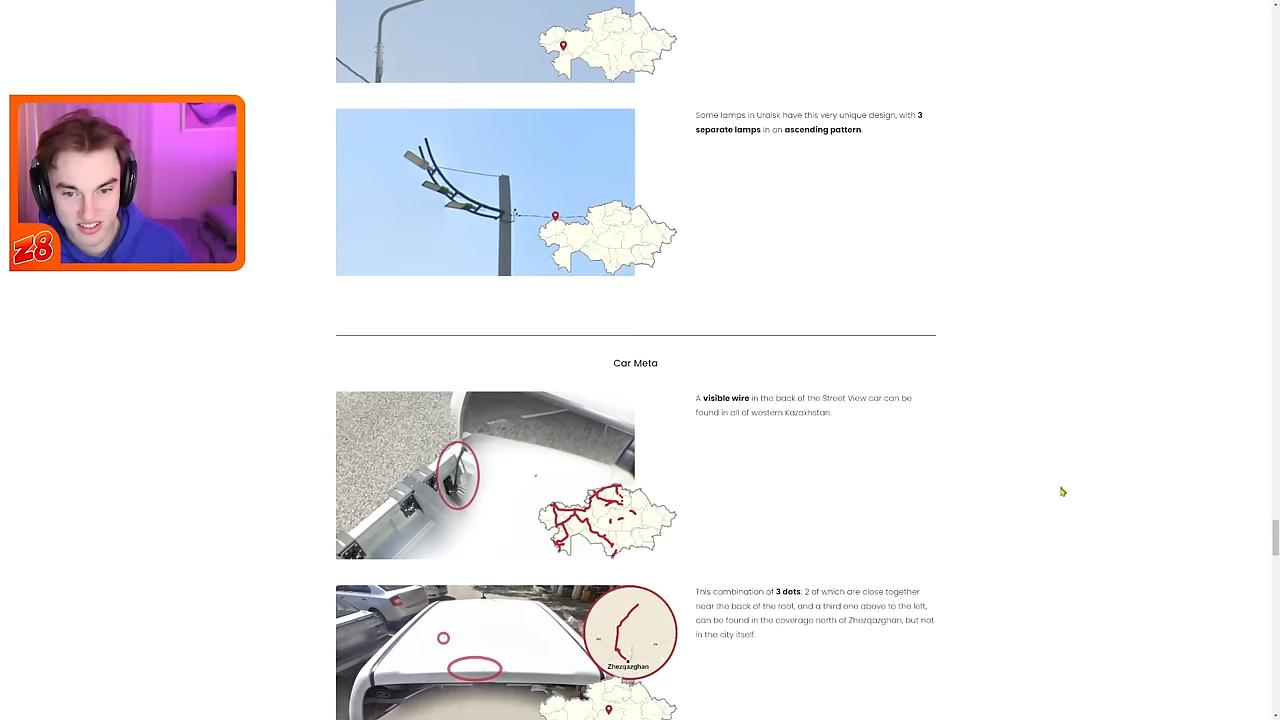 Some lamps in Uralsk have this very unique design, with 3
separate lamps in an ascending pattern.
Z8
Car Meta
A visible wire in the back of the Street View car can be
found in all of western Kazakhstan.
This combination of 3 dots; 2 of which are close together
near the back of the roof, and a third one above to the left,
can be found in the coverage north of Zhezqazghan, but not
in the city itself.
Zhezqazghan